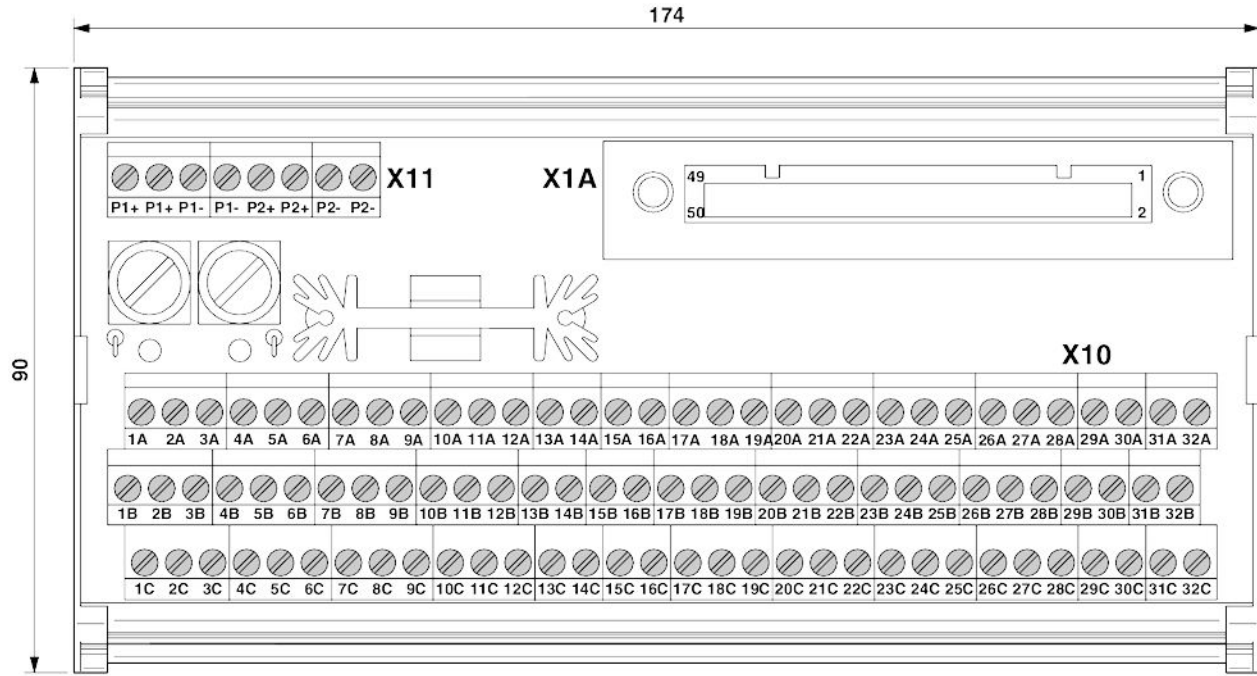 174
90
X11
X1A
49 1
50 2
P1+ P1+ P1- P1- P2+ P2+ P2- P2-
X10
1A 2A 3A 4A 5A 6A 7A 8A 9A 10A 11A 12A 13A 14A 15A 16A 17A 18A 19A 20A 21A 22A 23A 24A 25A 26A 27A 28A 29A 30A 31A 32A
1B 2B 3B 4B 5B 6B 7B 8B 9B 10B 11B 12B 13B 14B 15B 16B 17B 18B 19B 20B 21B 22B 23B 24B 25B 26B 27B 28B 29B 30B 31B 32B
1C 2C 3C 4C 5C 6C 7C 8C 9C 10C 11C 12C 13C 14C 15C 16C 17C 18C 19C 20C 21C 22C 23C 24C 25C 26C 27C 28C 29C 30C 31C 32C